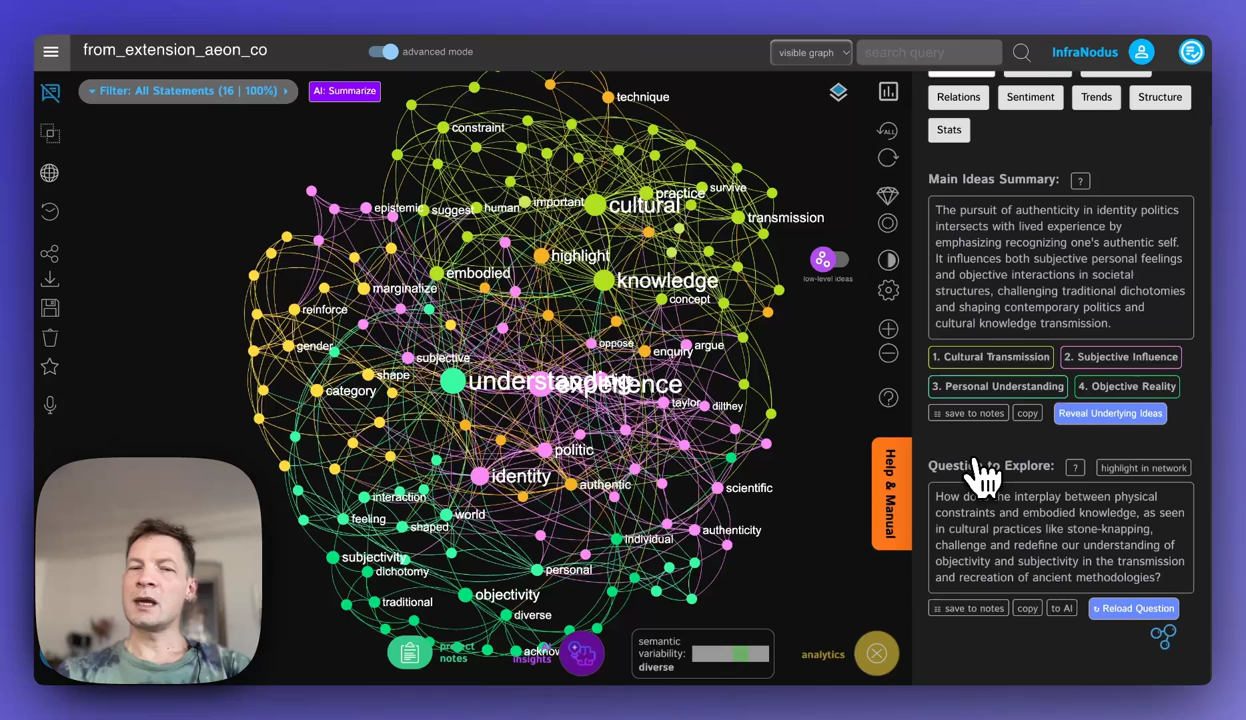 from_extension_aeon_co
advanced mode
visible graph
search query
InfraNodus
Filter: All Statements (16 | 100%)
AI: Summarize
technique
constraint
practice
survive
epistemic
suggest
human
important
cultural
transmission
highlight
embodied
knowledge
low-level ideas
marginalize
concept
reinforce
gender
oppose
enquiry
argue
subjective
shape
understanding
experience
category
taylor
dilthey
politic
identity
authentic
scientific
interaction
feeling
world
shaped
authenticity
individual
subjectivity
dichotomy
personal
traditional
objectivity
diverse
project
notes
insights
semantic
variability:
diverse
analytics
ALL
Help & Manual
Relations
Sentiment
Trends
Structure
Stats
Main Ideas Summary:
?
The pursuit of authenticity in identity politics
intersects with lived experience by
emphasizing recognizing one's authentic self.
It influences both subjective personal feelings
and objective interactions in societal
structures, challenging traditional dichotomies
and shaping contemporary politics and
cultural knowledge transmission.
1. Cultural Transmission
2. Subjective Influence
3. Personal Understanding
4. Objective Reality
save to notes
copy
Reveal Underlying Ideas
to Explore:
?
highlight in network
How interplay between physical
constraints and embodied knowledge, as seen
in cultural practices like stone-knapping,
challenge and redefine our understanding of
objectivity and subjectivity in the transmission
and recreation of ancient methodologies?
save to notes
copy
to AI
Reload Question